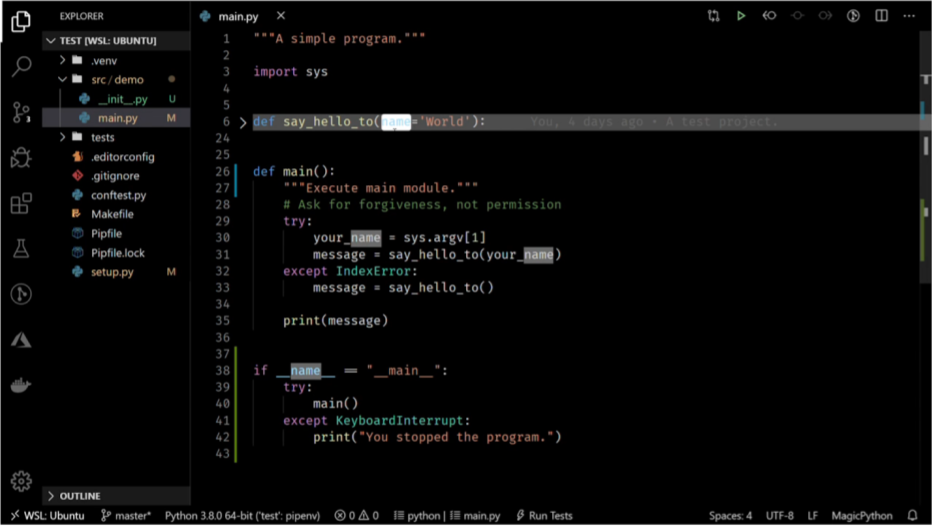 EXPLORER
main.py
TEST [WSL: UBUNTU]
.venv
src / demo
__init__.py U
main.py M
tests
.editorconfig
.gitignore
conftest.py
Makefile
Pipfile
Pipfile.lock
setup.py M
OUTLINE
3
1 """A simple program."""
2
3 import sys
4
5
6 def say_hello_to(name='World'): You, 4 days ago • A test project.
24
25
26 def main():
27 """Execute main module."""
28 # Ask for forgiveness, not permission
29 try:
30 your_name = sys.argv[1]
31 message = say_hello_to(your_name)
32 except IndexError:
33 message = say_hello_to()
34
35 print(message)
36
37
38 if __name__ == "__main__":
39 try:
40 main()
41 except KeyboardInterrupt:
42 print("You stopped the program.")
43
WSL: Ubuntu master* Python 3.8.0 64-bit ('test': pipenv) 0 0 python | main.py Run Tests Spaces: 4 UTF-8 LF MagicPython